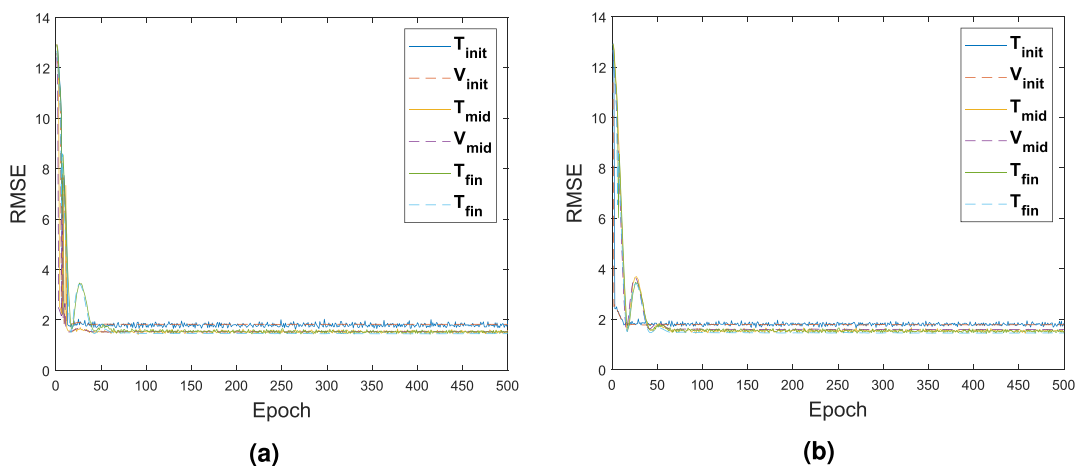 14
12
10
8
6
4
2
0
RMSE
0 50 100 150 200 250 300 350 400 450 500
Epoch
T_init
V_init
T_mid
V_mid
T_fin
T_fin
(a)
14
12
10
8
6
4
2
0
RMSE
0 50 100 150 200 250 300 350 400 450 500
Epoch
T_init
V_init
T_mid
V_mid
T_fin
T_fin
(b)